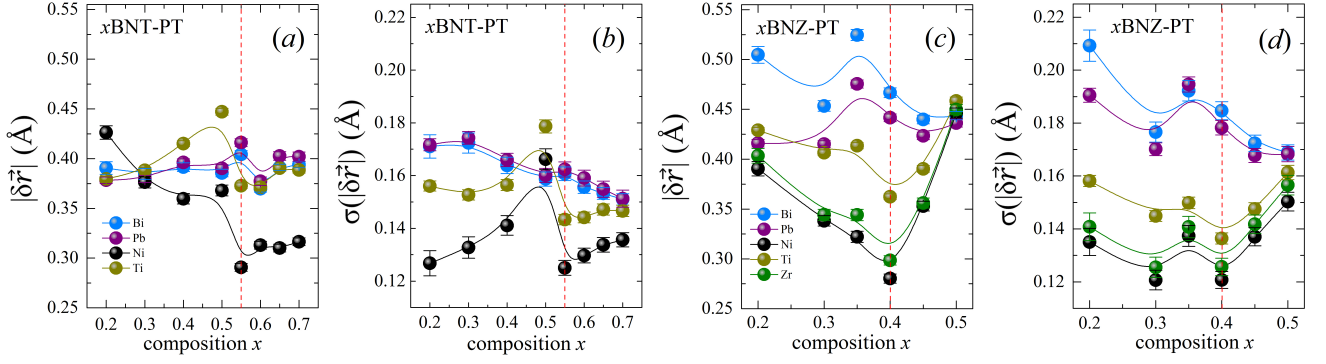 xBNT-PT
(a)
|δr⃗| (Å)
0.55
0.50
0.45
0.40
0.35
0.30
0.25
Bi
Pb
Ni
Ti
0.2 0.3 0.4 0.5 0.6 0.7
composition x
xBNT-PT
(b)
σ(|δr⃗|) (Å)
0.22
0.20
0.18
0.16
0.14
0.12
0.2 0.3 0.4 0.5 0.6 0.7
composition x
xBNZ-PT
(c)
|δr⃗| (Å)
0.55
0.50
0.45
0.40
0.35
0.30
0.25
Bi
Pb
Ni
Ti
Zr
0.2 0.3 0.4 0.5
composition x
xBNZ-PT
(d)
σ(|δr⃗|) (Å)
0.22
0.20
0.18
0.16
0.14
0.12
0.2 0.3 0.4 0.5
composition x